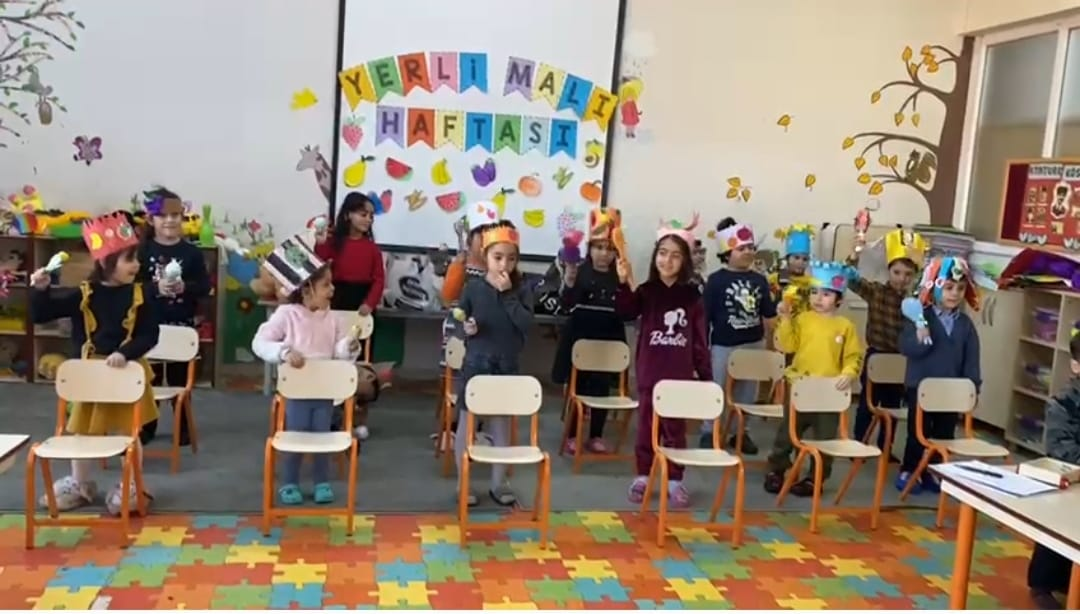 YERLİ MALI
HAFTASI
Barbie